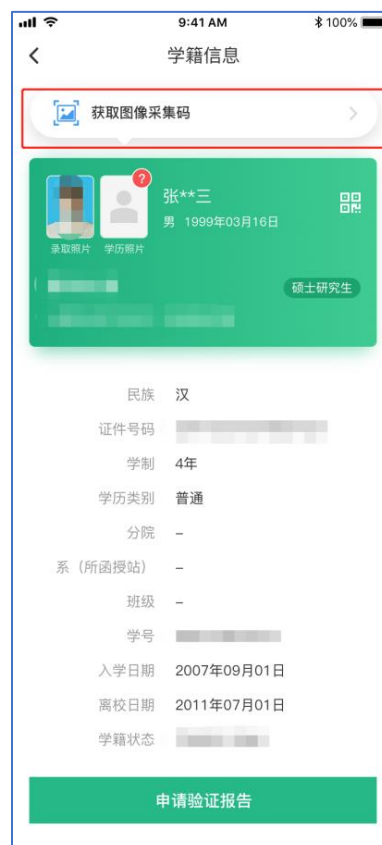 9:41 AM 100%
学籍信息
获取图像采集码
?
张**三
男 1999年03月16日
录取照片 学历照片
硕士研究生
民族 汉
证件号码
学制 4年
学历类别 普通
分院 –
系（所函授站） –
班级 –
学号
入学日期 2007年09月01日
离校日期 2011年07月01日
学籍状态
申请验证报告